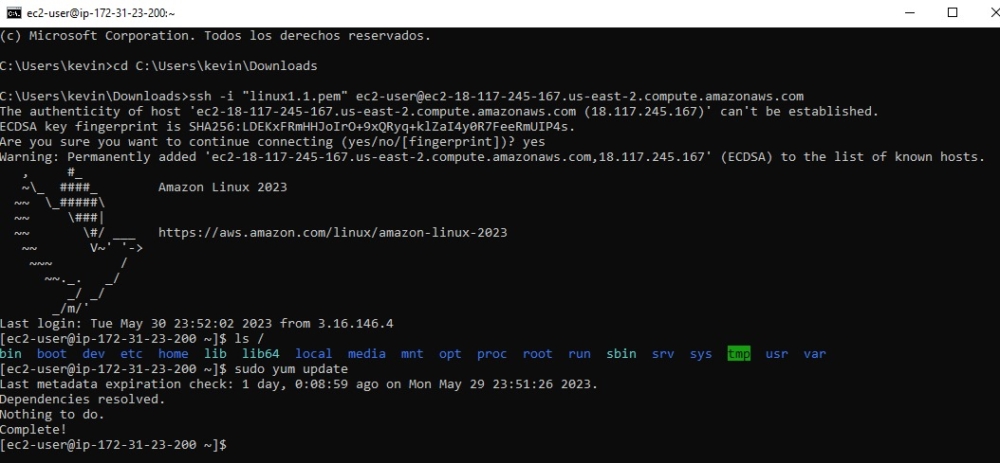 ec2-user@ip-172-31-23-200:~
(c) Microsoft Corporation. Todos los derechos reservados.
C:\Users\kevin>cd C:\Users\kevin\Downloads
C:\Users\kevin\Downloads>ssh -i "linux1.1.pem" ec2-user@ec2-18-117-245-167.us-east-2.compute.amazonaws.com
The authenticity of host 'ec2-18-117-245-167.us-east-2.compute.amazonaws.com (18.117.245.167)' can't be established.
ECDSA key fingerprint is SHA256:LDEKxFRmHHJoIrO+9xQRyq+klZaI4y0R7FeeRmUIP4s.
Are you sure you want to continue connecting (yes/no/[fingerprint])? yes
Warning: Permanently added 'ec2-18-117-245-167.us-east-2.compute.amazonaws.com,18.117.245.167' (ECDSA) to the list of known hosts.
   ,     #_
   ~\_  ####_        Amazon Linux 2023
  ~~  \_#####\
  ~~     \###|
  ~~       \#/ ___   https://aws.amazon.com/linux/amazon-linux-2023
   ~~       V~' '->
    ~~~         /
      ~~._.   _/
         _/ _/
       _/m/'
Last login: Tue May 30 23:52:02 2023 from 3.16.146.4
[ec2-user@ip-172-31-23-200 ~]$ ls /
bin  boot  dev  etc  home  lib  lib64  local  media  mnt  opt  proc  root  run  sbin  srv  sys  tmp  usr  var
[ec2-user@ip-172-31-23-200 ~]$ sudo yum update
Last metadata expiration check: 1 day, 0:08:59 ago on Mon May 29 23:51:26 2023.
Dependencies resolved.
Nothing to do.
Complete!
[ec2-user@ip-172-31-23-200 ~]$